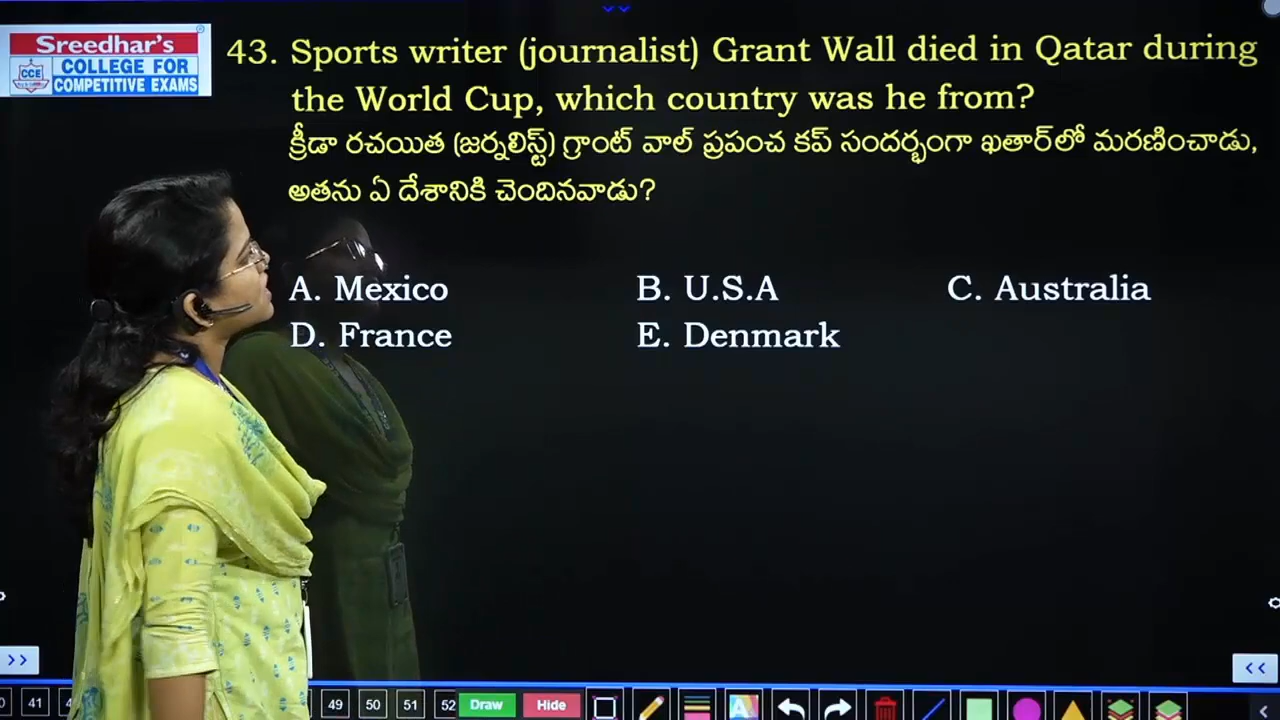 Sreedhar's
CCE
COLLEGE FOR
COMPETITIVE EXAMS
43. Sports writer (journalist) Grant Wall died in Qatar during
the World Cup, which country was he from?
క్రీడా రచయిత (జర్నలిస్ట్) గ్రాంట్ వాల్ ప్రపంచ కప్ సందర్భంగా ఖతార్‌లో మరణించాడు,
అతను ఏ దేశానికి చెందినవాడు?
A. Mexico B. U.S.A C. Australia
D. France E. Denmark
>> <<
41 49 50 51 52 Draw Hide